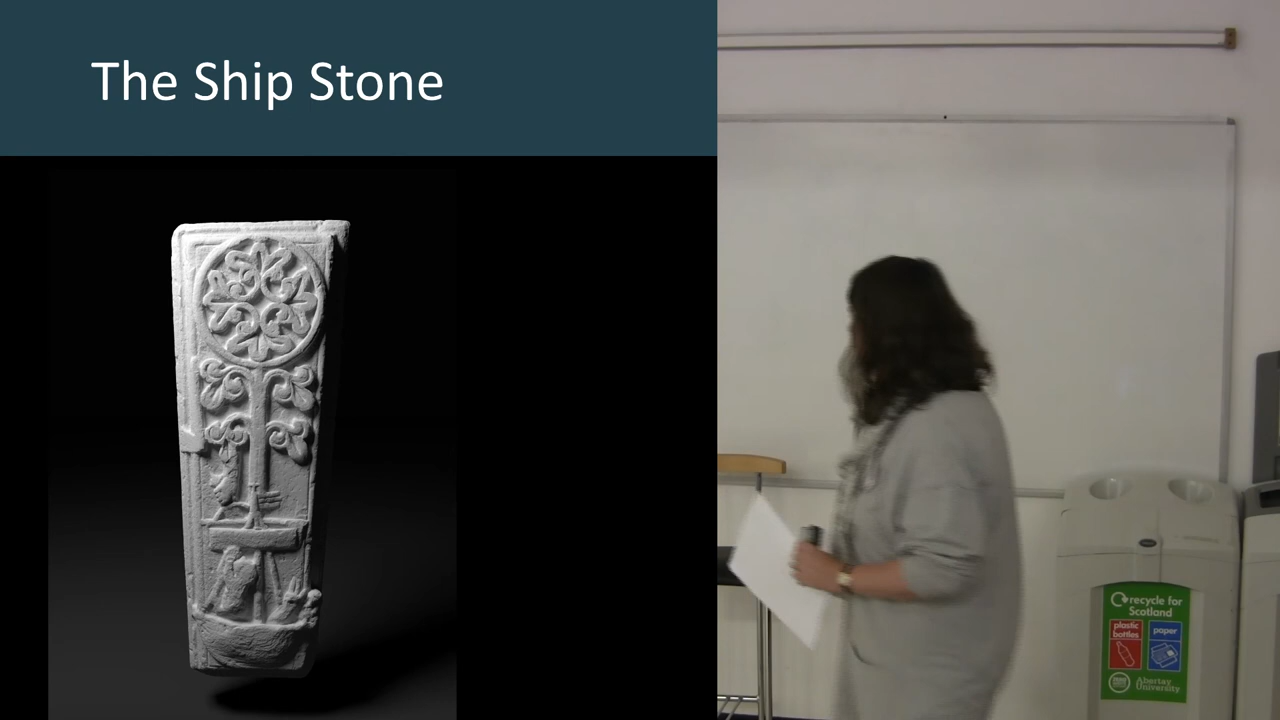 The Ship Stone
recycle for
Scotland
plastic
bottles
paper
Abertay
University